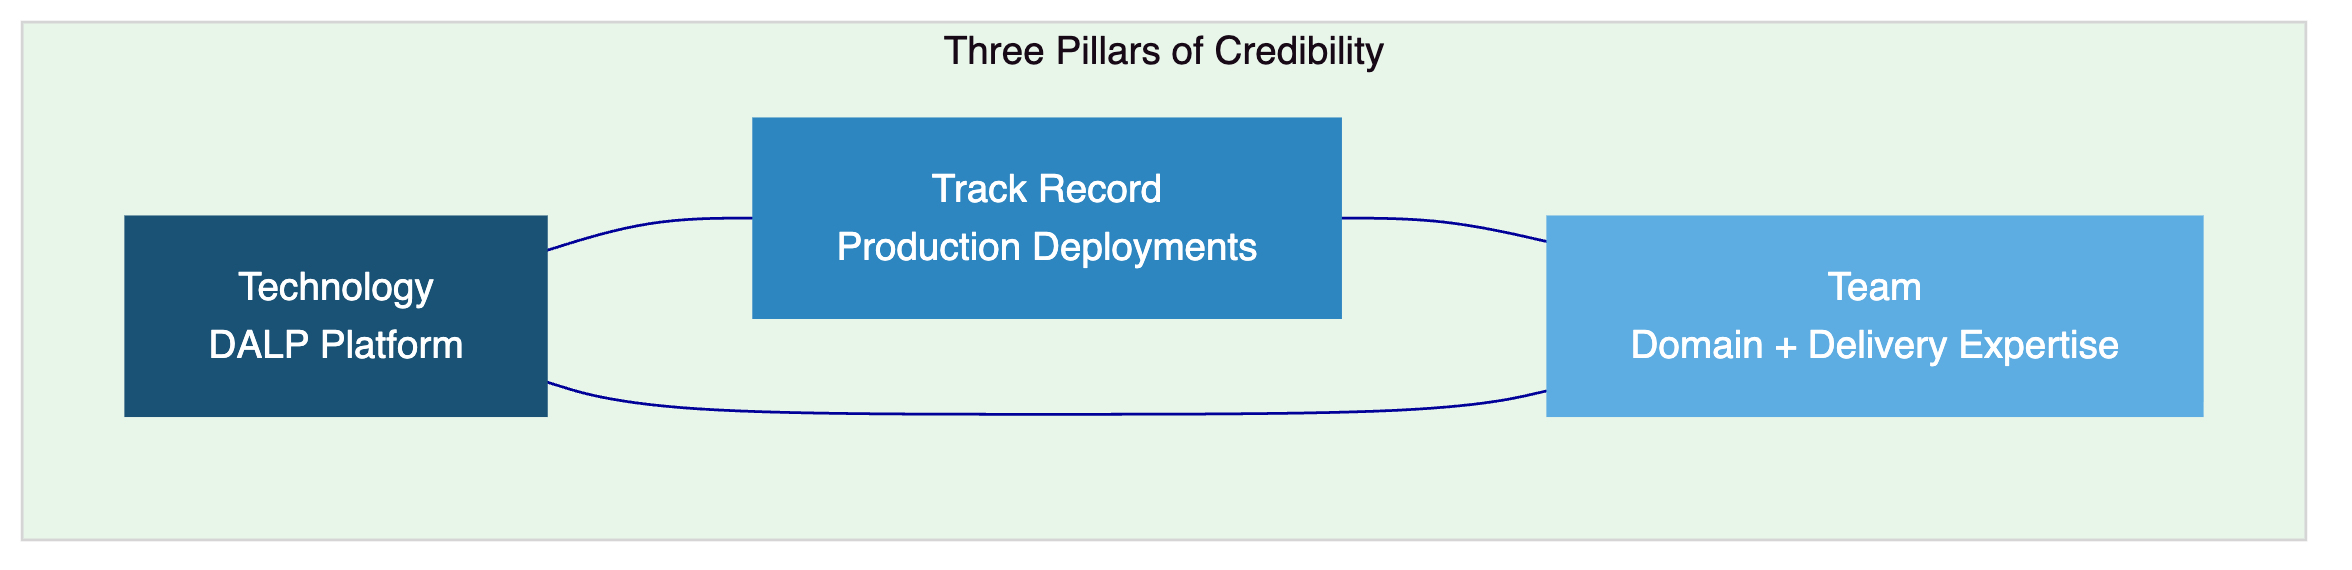 Three Pillars of Credibility
Technology
DALP Platform
Track Record
Production Deployments
Team
Domain + Delivery Expertise